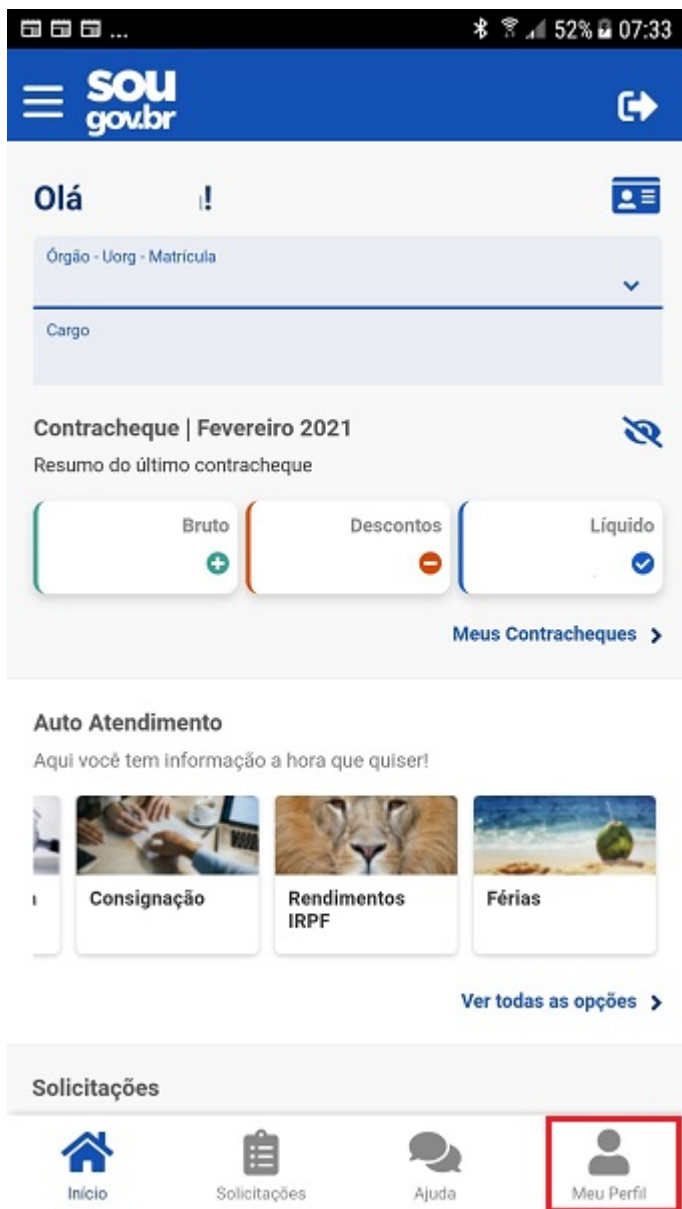 ... 52% 07:33
sou
gov.br
Olá !
Órgão - Uorg - Matrícula
Cargo
Contracheque | Fevereiro 2021
Resumo do último contracheque
Bruto Descontos Líquido
Meus Contracheques
Auto Atendimento
Aqui você tem informação a hora que quiser!
Consignação Rendimentos Férias
IRPF
Ver todas as opções
Solicitações
Início Solicitações Ajuda Meu Perfil